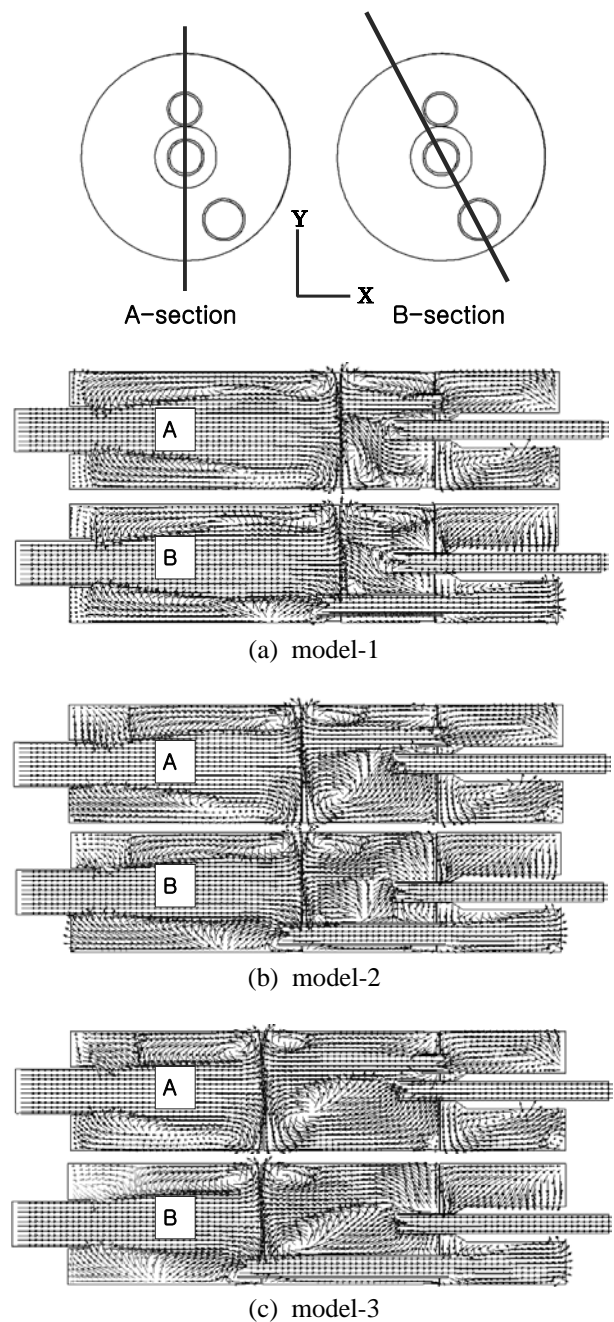 Y
X
A-section
B-section
A
B
(a) model-1
A
B
(b) model-2
A
B
(c) model-3